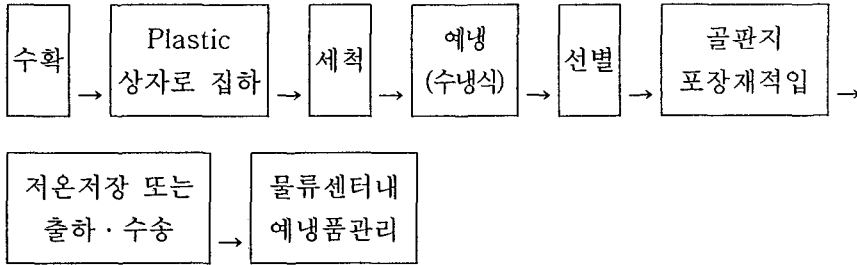 수확 → Plastic 상자로 집하 → 세척 → 예냉 (수냉식) → 선별 → 골판지 포장재적입 →
저온저장 또는 출하 · 수송 → 물류센터내 예냉품관리